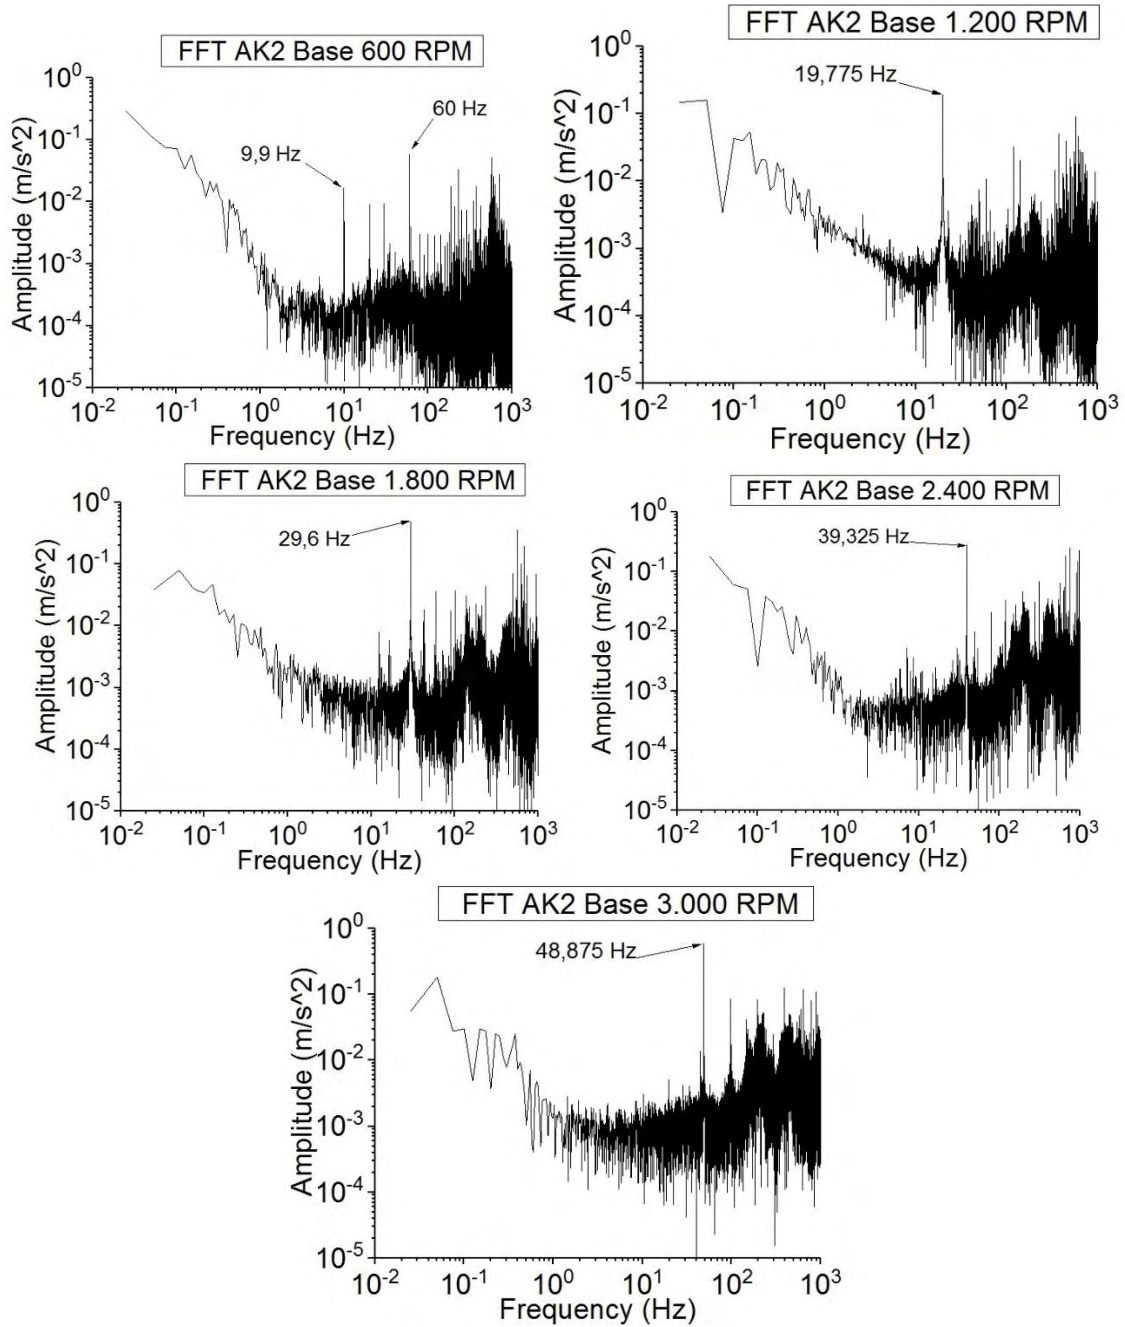 FFT AK2 Base 600 RPM
10^0
10^-1
10^-2
10^-3
10^-4
10^-5
Amplitude (m/s^2)
9,9 Hz
60 Hz
10^-2 10^-1 10^0 10^1 10^2 10^3
Frequency (Hz)
FFT AK2 Base 1.200 RPM
10^0
10^-1
10^-2
10^-3
10^-4
10^-5
Amplitude (m/s^2)
19,775 Hz
10^-2 10^-1 10^0 10^1 10^2 10^3
Frequency (Hz)
FFT AK2 Base 1.800 RPM
10^0
10^-1
10^-2
10^-3
10^-4
10^-5
Amplitude (m/s^2)
29,6 Hz
10^-2 10^-1 10^0 10^1 10^2 10^3
Frequency (Hz)
FFT AK2 Base 2.400 RPM
10^0
10^-1
10^-2
10^-3
10^-4
10^-5
Amplitude (m/s^2)
39,325 Hz
10^-2 10^-1 10^0 10^1 10^2 10^3
Frequency (Hz)
FFT AK2 Base 3.000 RPM
10^0
10^-1
10^-2
10^-3
10^-4
10^-5
Amplitude (m/s^2)
48,875 Hz
10^-2 10^-1 10^0 10^1 10^2 10^3
Frequency (Hz)